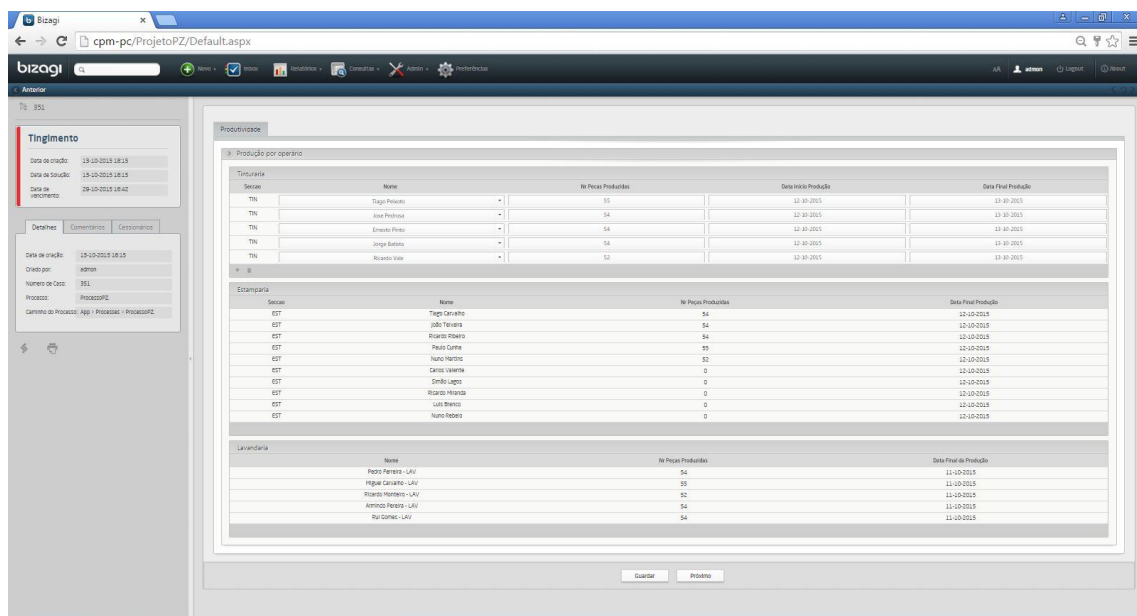 Bizagi
cpm-pc/ProjetoPZ/Default.aspx
bizagi Novo Inbox Relatórios Consultas Admin Preferências AA admin Logout About
Anterior
351
Tingimento
Data de criação: 13-10-2015 18:15
Data de Solução: 13-10-2015 18:15
Data de vencimento: 29-10-2015 16:42
Detalhes Comentários Cessionários
Data de criação: 13-10-2015 18:15
Criado por: admin
Número de Caso: 351
Processo: ProcessoPZ
Caminho do Processo: App > Processes > ProcessoPZ
Produtividade
Produção por operário
Tinturaria
Seccao Nome Nr Pecas Produzidas Data Inicio Produção Data Final Produção
TIN Tiago Peixoto 55 12-10-2015 13-10-2015
TIN Jose Pedrosa 54 12-10-2015 13-10-2015
TIN Ernesto Pinto 54 12-10-2015 13-10-2015
TIN Jorge Batista 54 12-10-2015 13-10-2015
TIN Ricardo Vale 52 12-10-2015 13-10-2015
Estamparia
Seccao Nome Nr Peças Produzidas Data Final Produção
EST Tiago Carvalho 54 12-10-2015
EST João Teixeira 54 12-10-2015
EST Ricardo Ribeiro 54 12-10-2015
EST Paulo Cunha 55 12-10-2015
EST Nuno Martins 52 12-10-2015
EST Carlos Valente 0 12-10-2015
EST Simão Lagos 0 12-10-2015
EST Ricardo Miranda 0 12-10-2015
EST Luis Branco 0 12-10-2015
EST Nuno Rebelo 0 12-10-2015
Lavandaria
Nome Nr Peças Produzidas Data Final de Produção
Pedro Ferreira - LAV 54 11-10-2015
Miguel Carvalho - LAV 55 11-10-2015
Ricardo Monteiro - LAV 52 11-10-2015
Armindo Pereira - LAV 54 11-10-2015
Rui Gomes - LAV 54 11-10-2015
Guardar Próximo